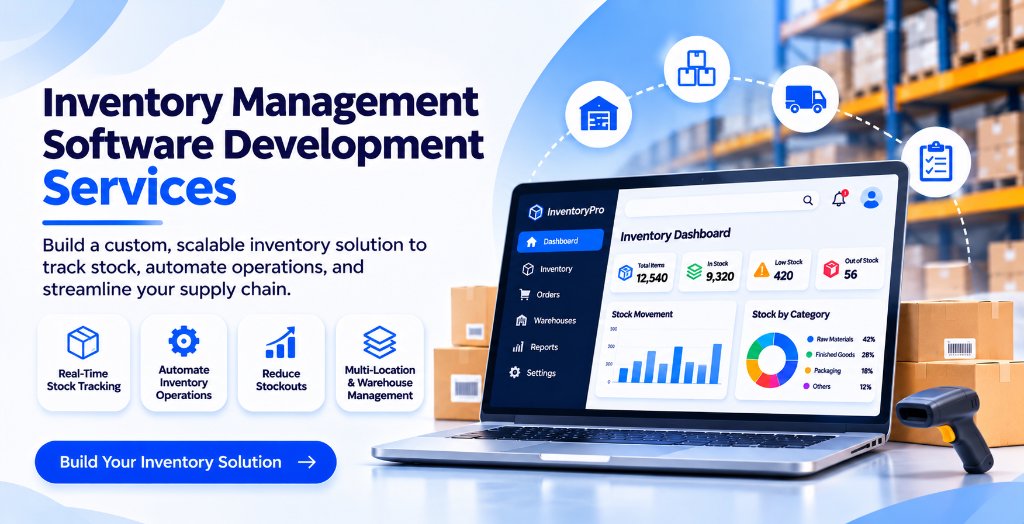 Inventory Management
Software Development
Services
Build a custom, scalable inventory solution to
track stock, automate operations, and
streamline your supply chain.
Real-Time
Stock Tracking
Automate
Inventory
Operations
Reduce
Stockouts
Multi-Location
& Warehouse
Management
Build Your Inventory Solution
InventoryPro
Dashboard
Inventory
Orders
Warehouses
Reports
Settings
Inventory Dashboard
Total Items
12,540
In Stock
9,320
Low Stock
420
Out of Stock
56
Stock Movement
0
Stock by Category
Raw Materials 42%
Finished Goods 28%
Packaging 18%
Others 12%